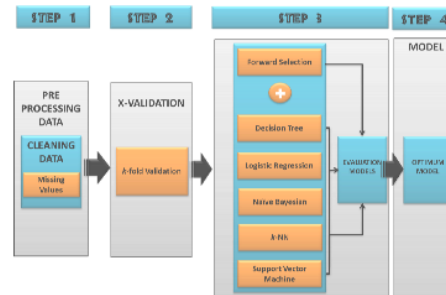 STEP 1
STEP 2
STEP 3
STEP 4
PRE
PROCESSING
DATA
CLEANING
DATA
Missing
Values
X-VALIDATION
k-fold Validation
Forward Selection
Decision Tree
Logistic Regression
Naive Bayesian
k-NN
Support Vector
Machine
EVALUATION
MODELS
MODEL
OPTIMUM
MODEL